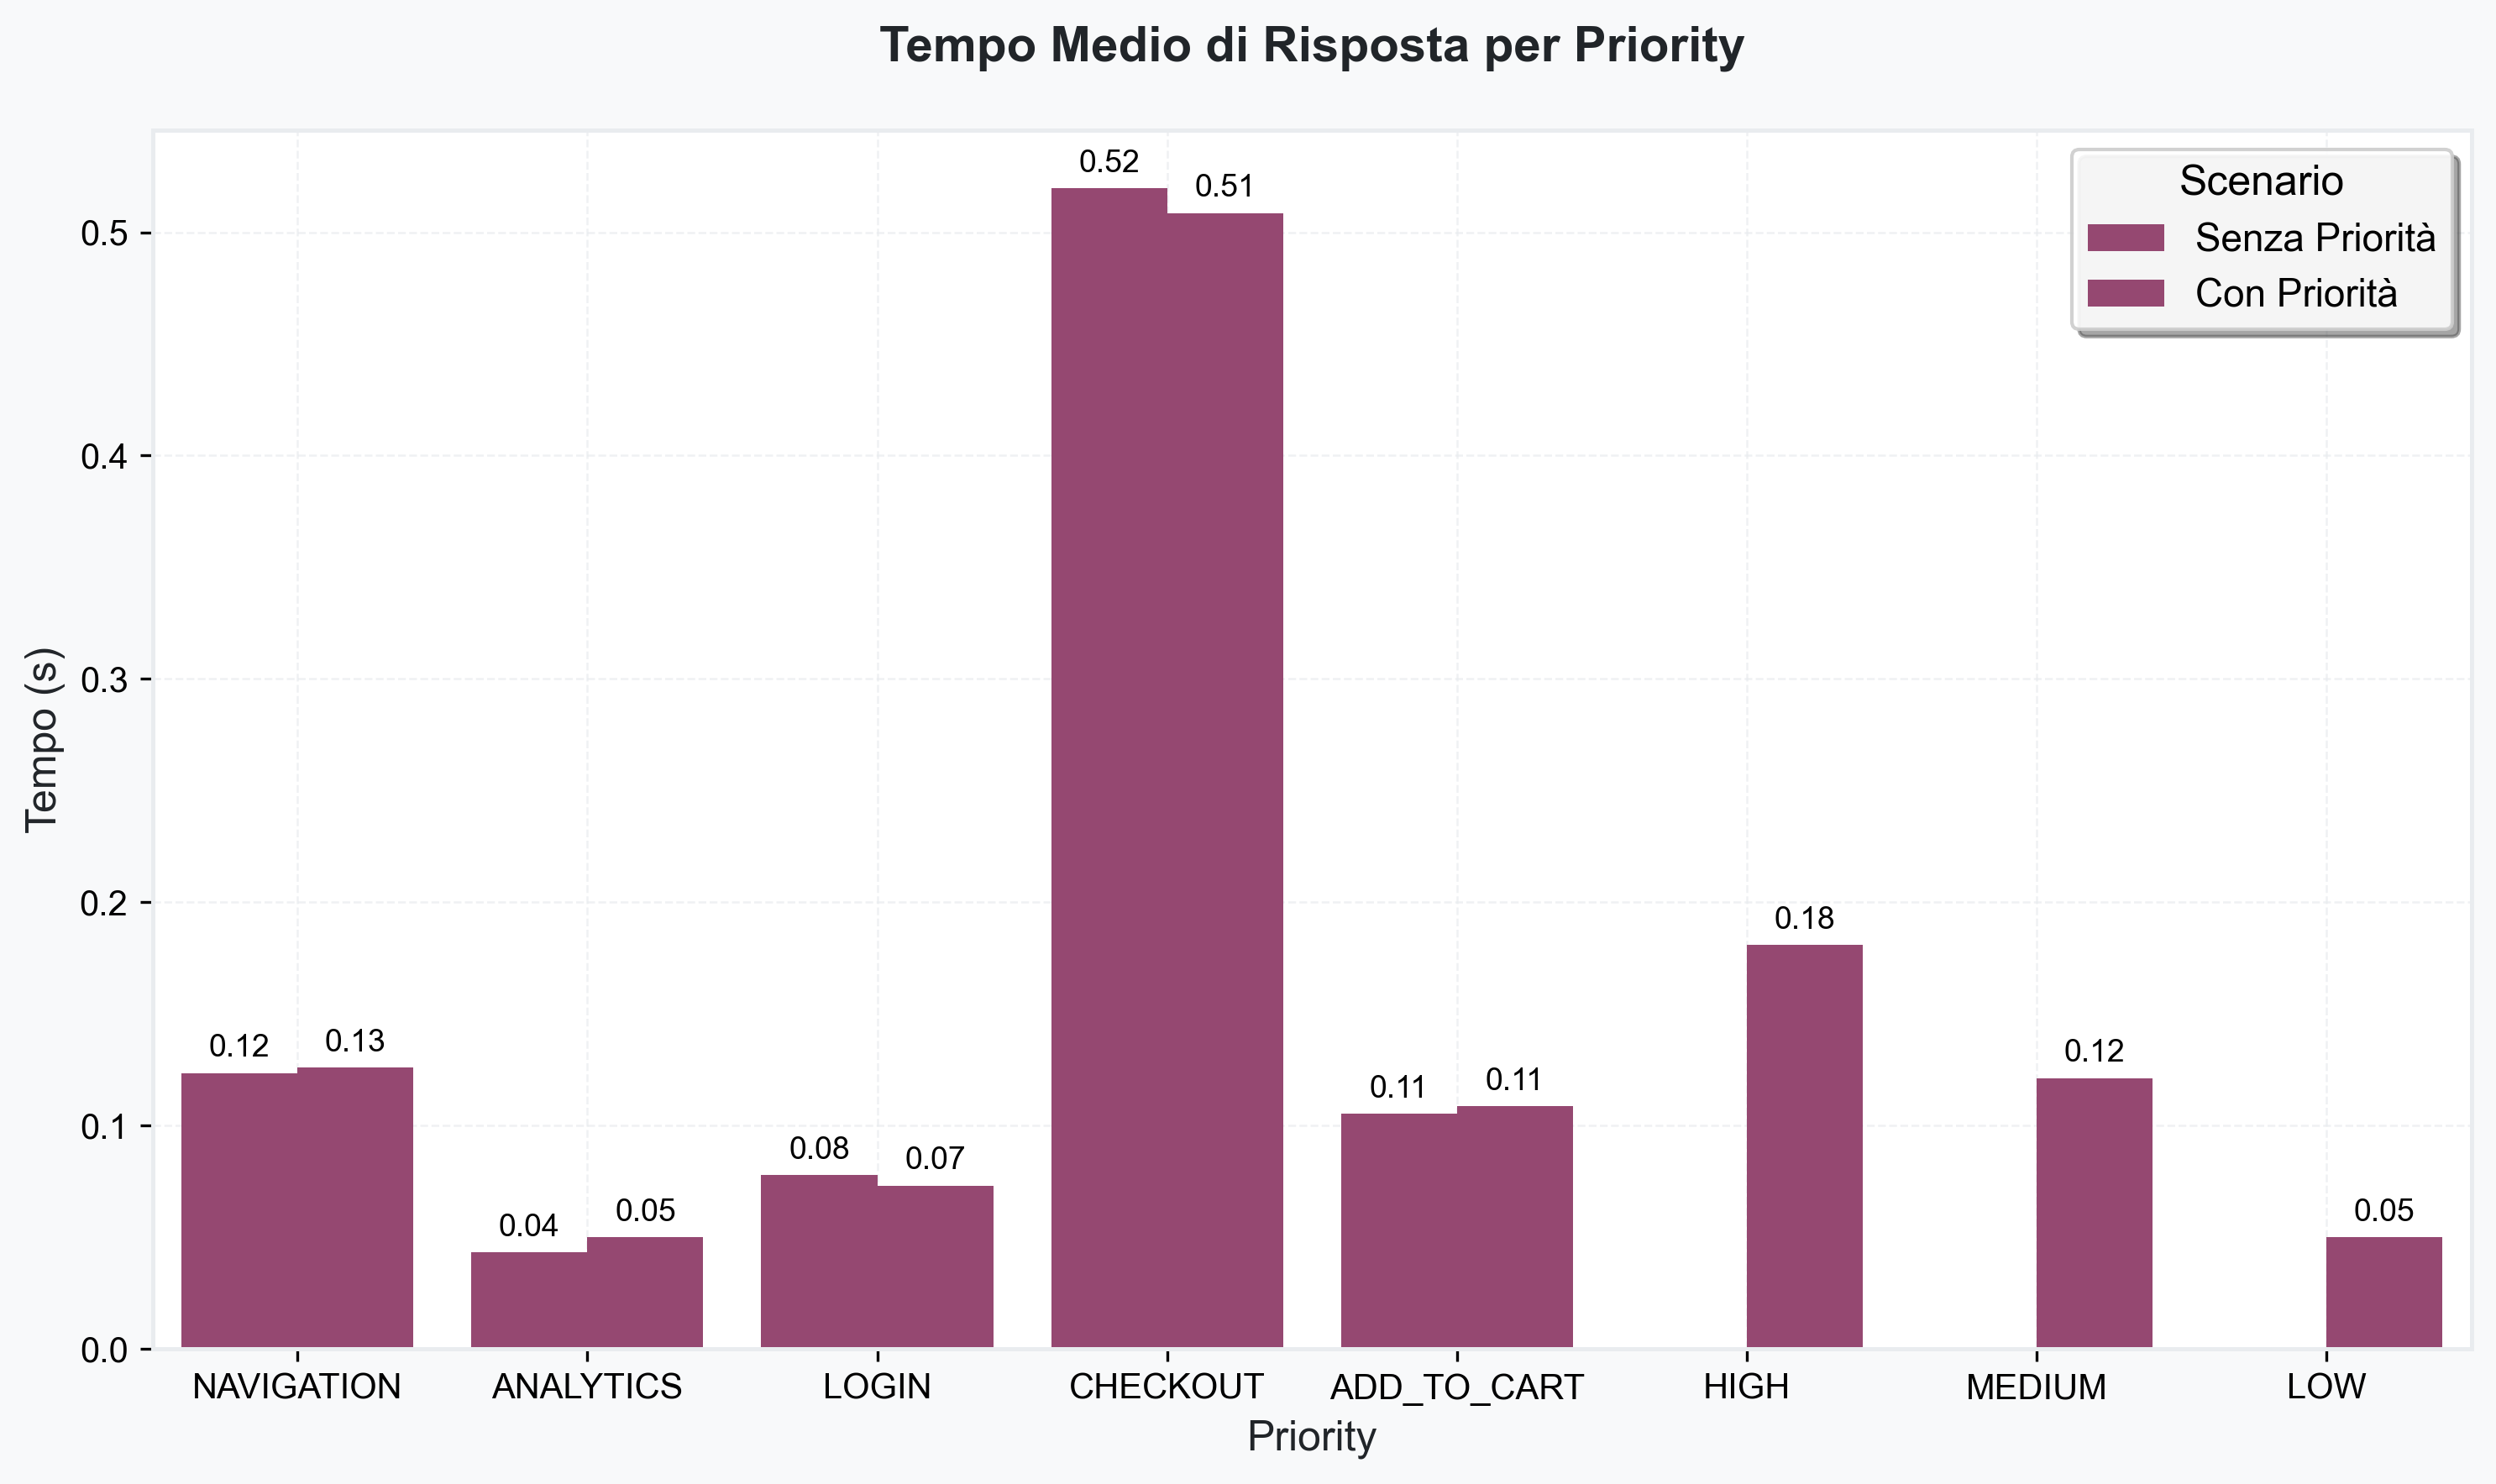 Tempo Medio di Risposta per Priority
Scenario
Senza Priorità
Con Priorità
Tempo (s)
0.5
0.4
0.3
0.2
0.1
0.0
0.12
0.13
0.04
0.05
0.08
0.07
0.52
0.51
0.11
0.11
0.18
0.12
0.05
NAVIGATION
ANALYTICS
LOGIN
CHECKOUT
ADD_TO_CART
HIGH
MEDIUM
LOW
Priority